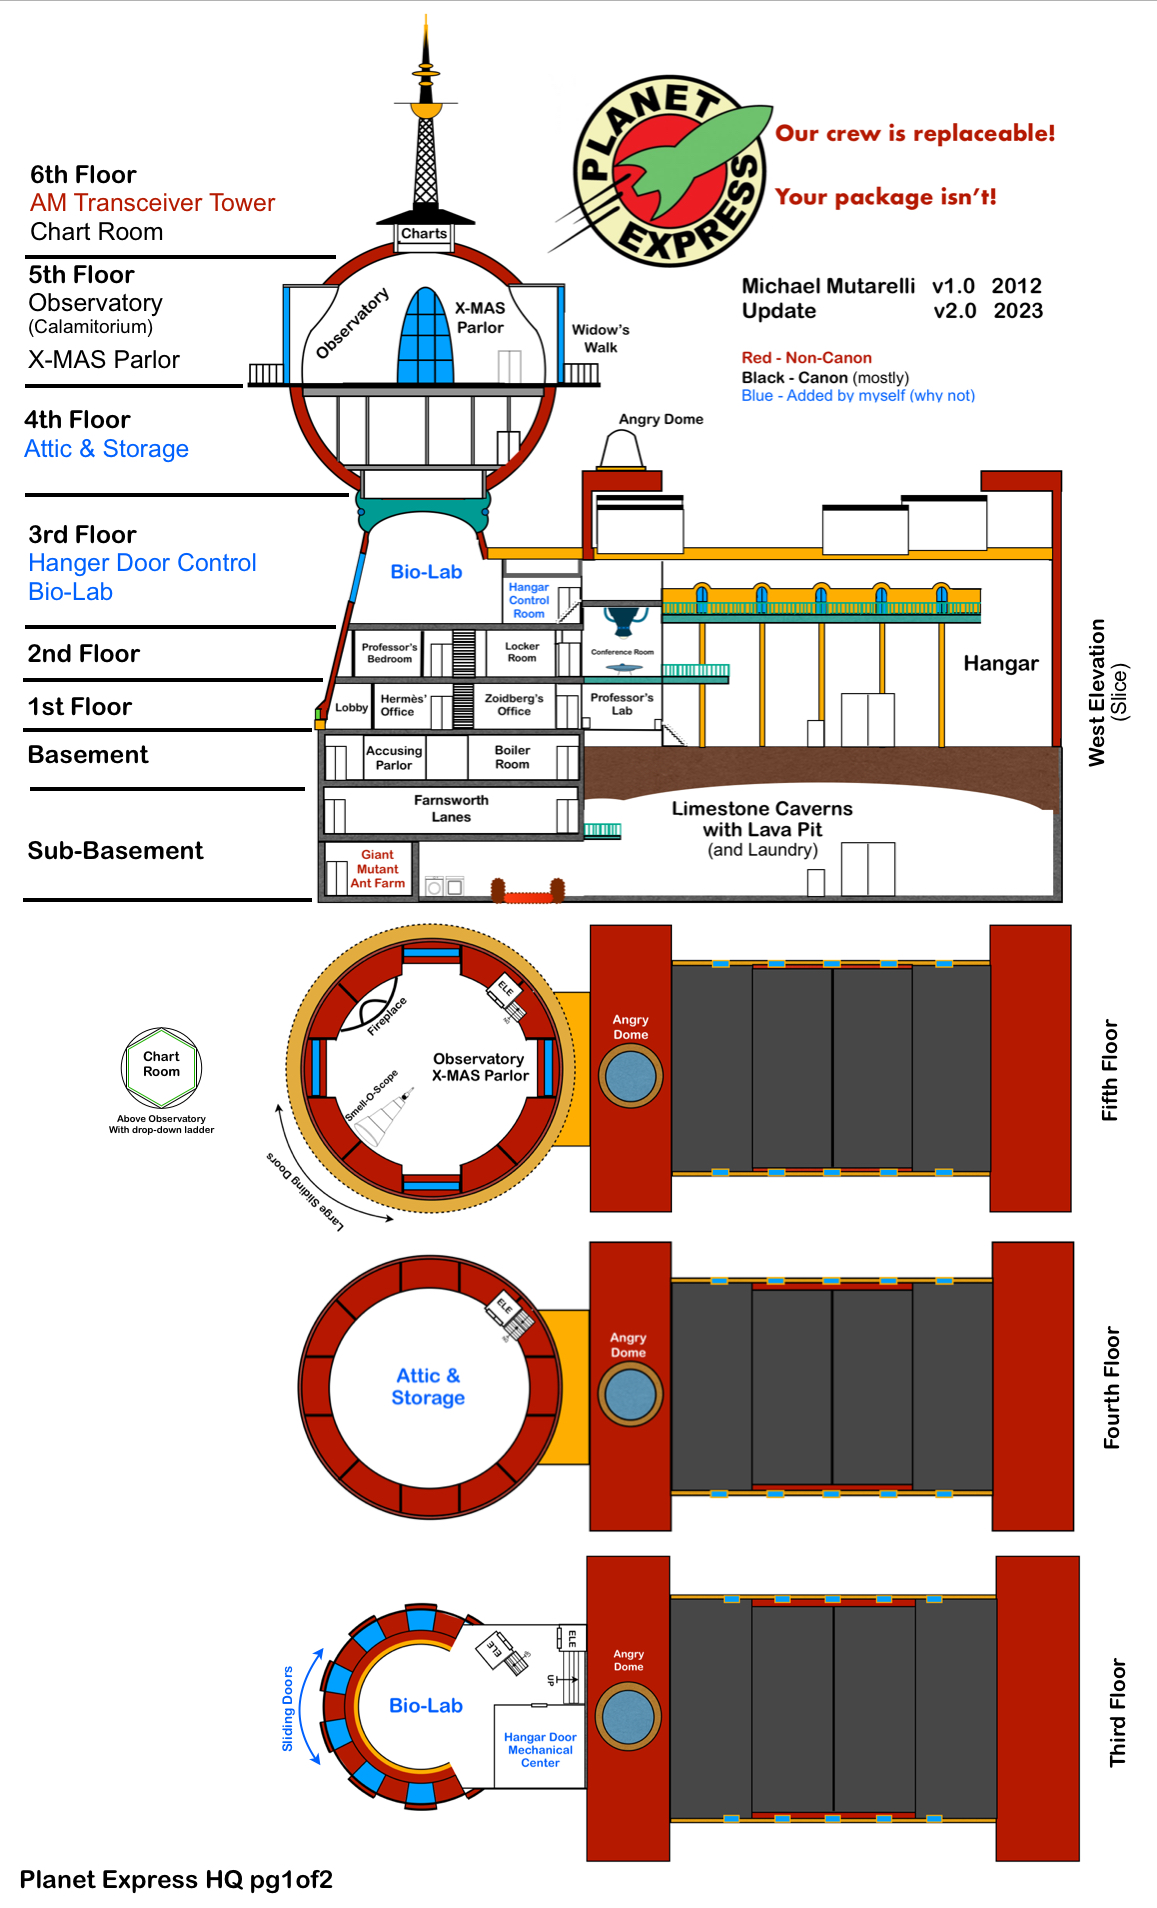 6th Floor
AM Transceiver Tower
Chart Room
5th Floor
Observatory
(Calamitorium)
X-MAS Parlor
4th Floor
Attic & Storage
3rd Floor
Hanger Door Control
Bio-Lab
2nd Floor
1st Floor
Basement
Sub-Basement
PLANET
EXPRESS
Our crew is replaceable!
Your package isn't!
Michael Mutarelli v1.0 2012
Update v2.0 2023
Red - Non-Canon
Black - Canon (mostly)
Blue - Added by myself (why not)
Charts
Observatory
X-MAS
Parlor
Widow's
Walk
Angry Dome
Bio-Lab
Hangar
Control
Room
Professor's
Bedroom
Locker
Room
Conference Room
Hangar
Lobby
Hermès'
Office
Zoidberg's
Office
Professor's
Lab
Accusing
Parlor
Boiler
Room
Farnsworth
Lanes
Giant
Mutant
Ant Farm
Limestone Caverns
with Lava Pit
(and Laundry)
West Elevation
(Slice)
Chart
Room
Above Observatory
With drop-down ladder
Fireplace
ELE
Observatory
X-MAS Parlor
Smell-O-Scope
Large Sliding Doors
Angry
Dome
Fifth Floor
ELE
Attic &
Storage
Angry
Dome
Fourth Floor
Sliding Doors
Bio-Lab
ELE
ELE
UP
Hangar Door
Mechanical
Center
Angry
Dome
Third Floor
Planet Express HQ pg1of2